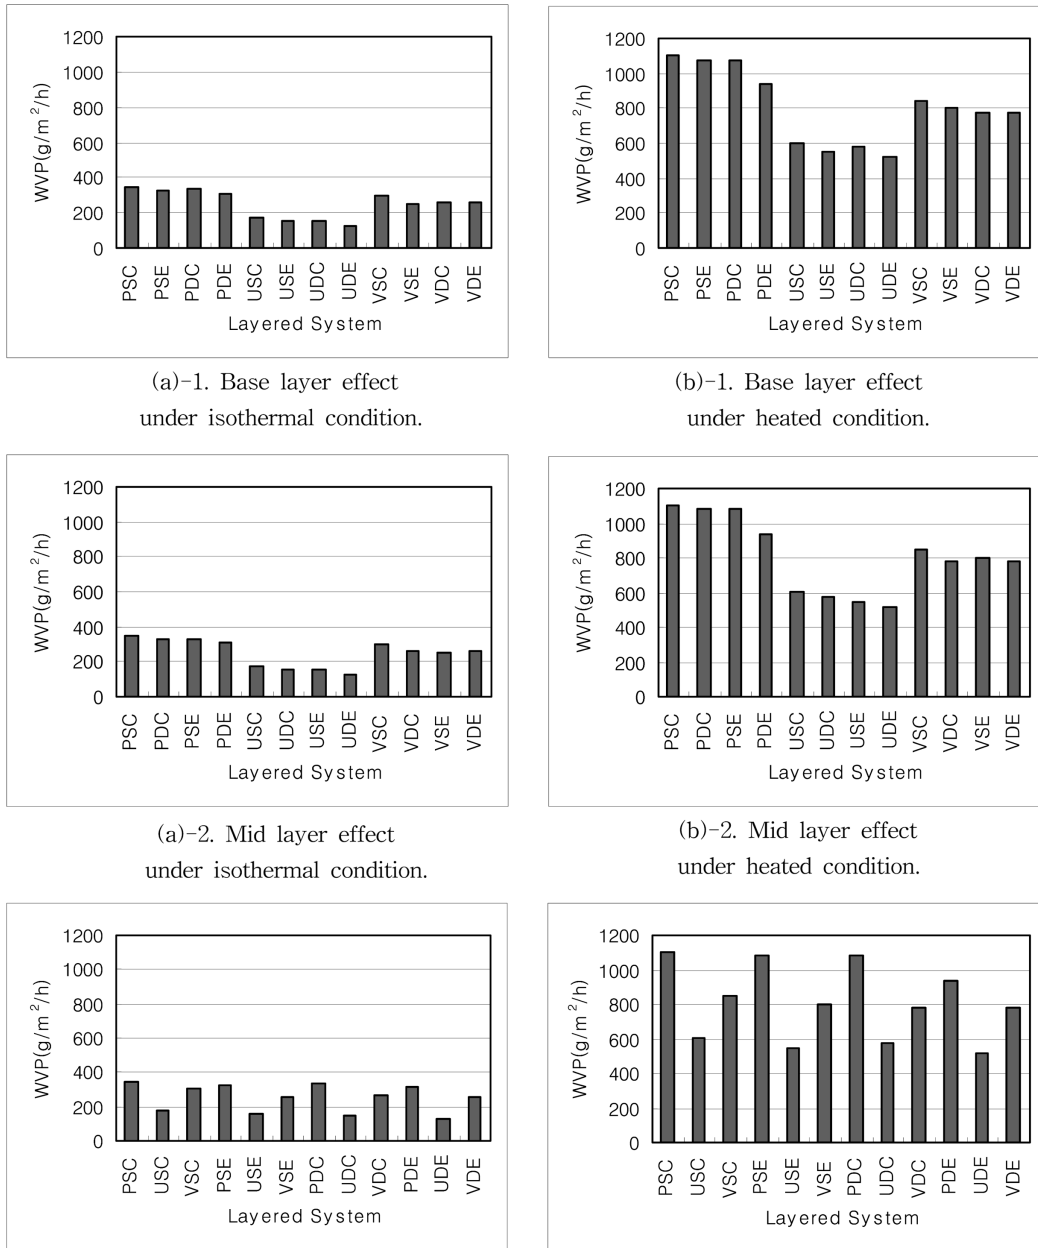 1200
1000
800
600
400
200
0
WVP(g/m²/h)
PSC
PSE
PDC
PDE
USC
USE
UDC
UDE
VSC
VSE
VDC
VDE
Layered System
(a)-1. Base layer effect
under isothermal condition.
1200
1000
800
600
400
200
0
WVP(g/m²/h)
PSC
PSE
PDC
PDE
USC
USE
UDC
UDE
VSC
VSE
VDC
VDE
Layered System
(b)-1. Base layer effect
under heated condition.
1200
1000
800
600
400
200
0
WVP(g/m²/h)
PSC
PDC
PSE
PDE
USC
UDC
USE
UDE
VSC
VDC
VSE
VDE
Layered System
(a)-2. Mid layer effect
under isothermal condition.
1200
1000
800
600
400
200
0
WVP(g/m²/h)
PSC
PDC
PSE
PDE
USC
UDC
USE
UDE
VSC
VDC
VSE
VDE
Layered System
(b)-2. Mid layer effect
under heated condition.
1200
1000
800
600
400
200
0
WVP(g/m²/h)
PSC
USC
VSC
PSE
USE
VSE
PDC
UDC
VDC
PDE
UDE
VDE
Layered System
1200
1000
800
600
400
200
0
WVP(g/m²/h)
PSC
USC
VSC
PSE
USE
VSE
PDC
UDC
VDC
PDE
UDE
VDE
Layered System